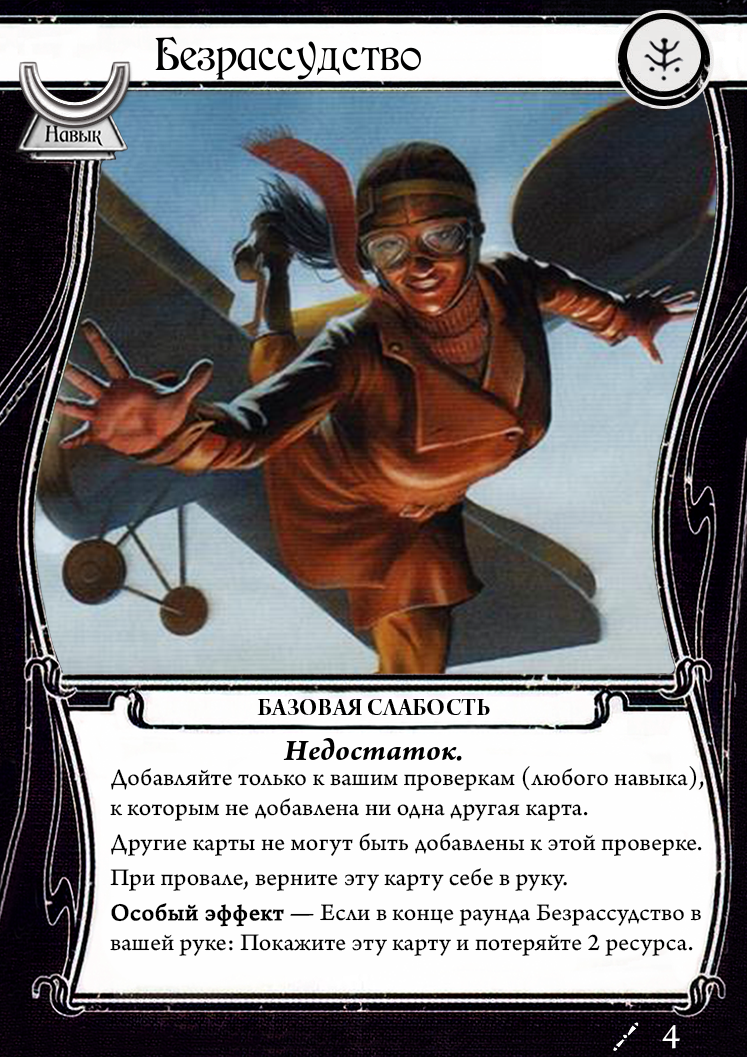 Безрассудство
Навык
БАЗОВАЯ СЛАБОСТЬ
Недостаток.
Добавляйте только к вашим проверкам (любого навыка),
к которым не добавлена ни одна другая карта.
Другие карты не могут быть добавлены к этой проверке.
При провале, верните эту карту себе в руку.
Особый эффект — Если в конце раунда Безрассудство в
вашей руке: Покажите эту карту и потеряйте 2 ресурса.
4